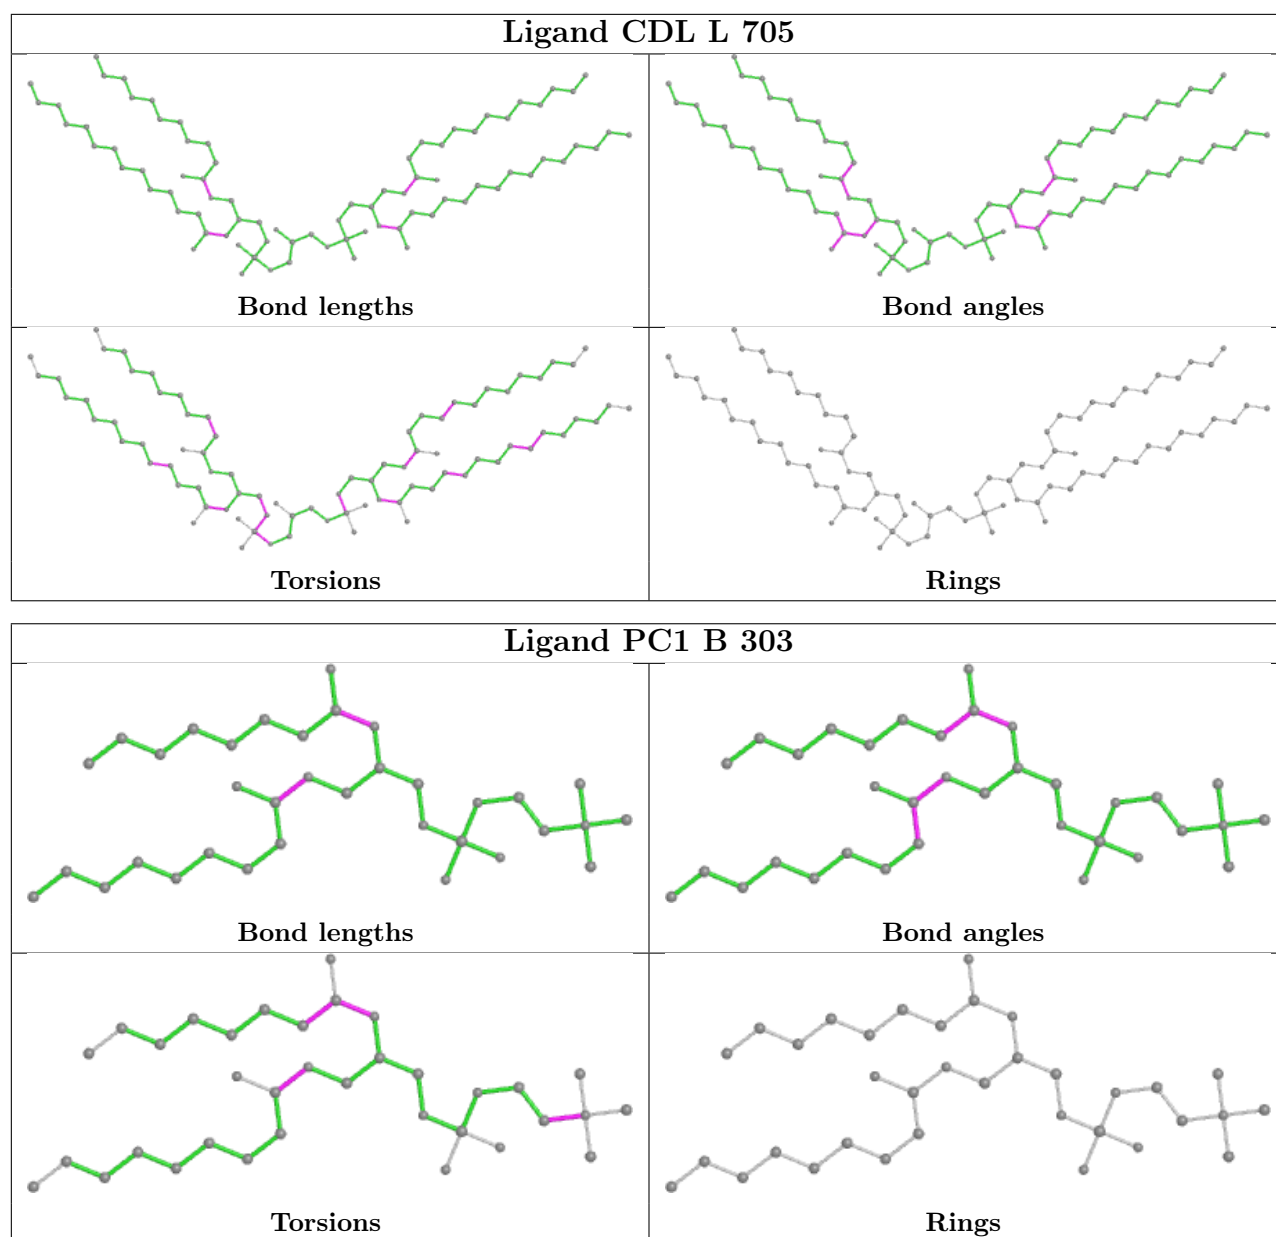 Ligand CDL L 705
Bond lengths
Bond angles
Torsions
Rings
Ligand PC1 B 303
Bond lengths
Bond angles
Torsions
Rings